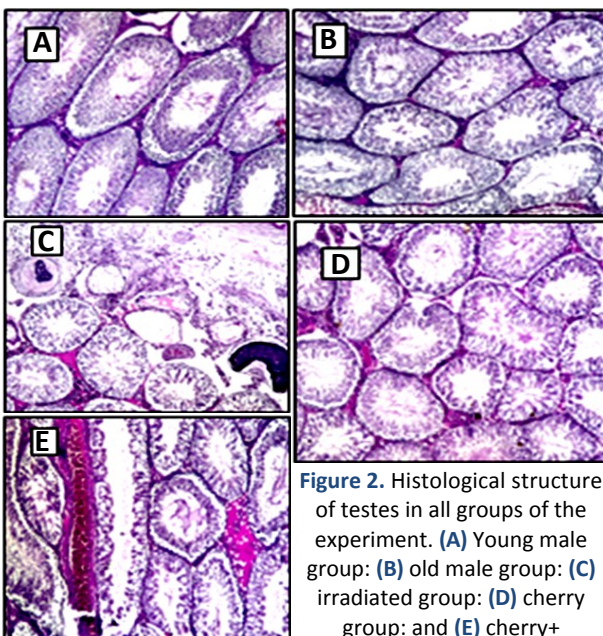 A
B
C
D
E
Figure 2. Histological structure
of testes in all groups of the
experiment. (A) Young male
group: (B) old male group: (C)
irradiated group: (D) cherry
group: and (E) cherry+